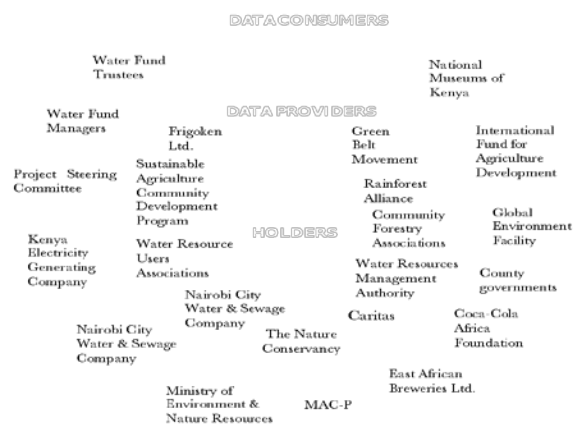 DATA CONSUMERS
Water Fund
Trustees
National
Museums of
Kenya
Water Fund
Managers
DATA PROVIDERS
Frigoken
Ltd.
Green
Belt
Movement
International
Fund for
Agriculture
Development
Project Steering
Committee
Sustainable
Agriculture
Community
Development
Program
Rainforest
Alliance
Community
Forestry
Associations
Global
Environment
Facility
HOLDERS
Kenya
Electricity
Generating
Company
Water Resource
Users
Associations
Water Resources
Management
Authority
County
governments
Nairobi City
Water & Sewage
Company
Caritas
Coca-Cola
Africa
Foundation
Nairobi City
Water & Sewage
Company
The Nature
Conservancy
East African
Breweries Ltd.
Ministry of
Environment &
Nature Resources
MAC-P